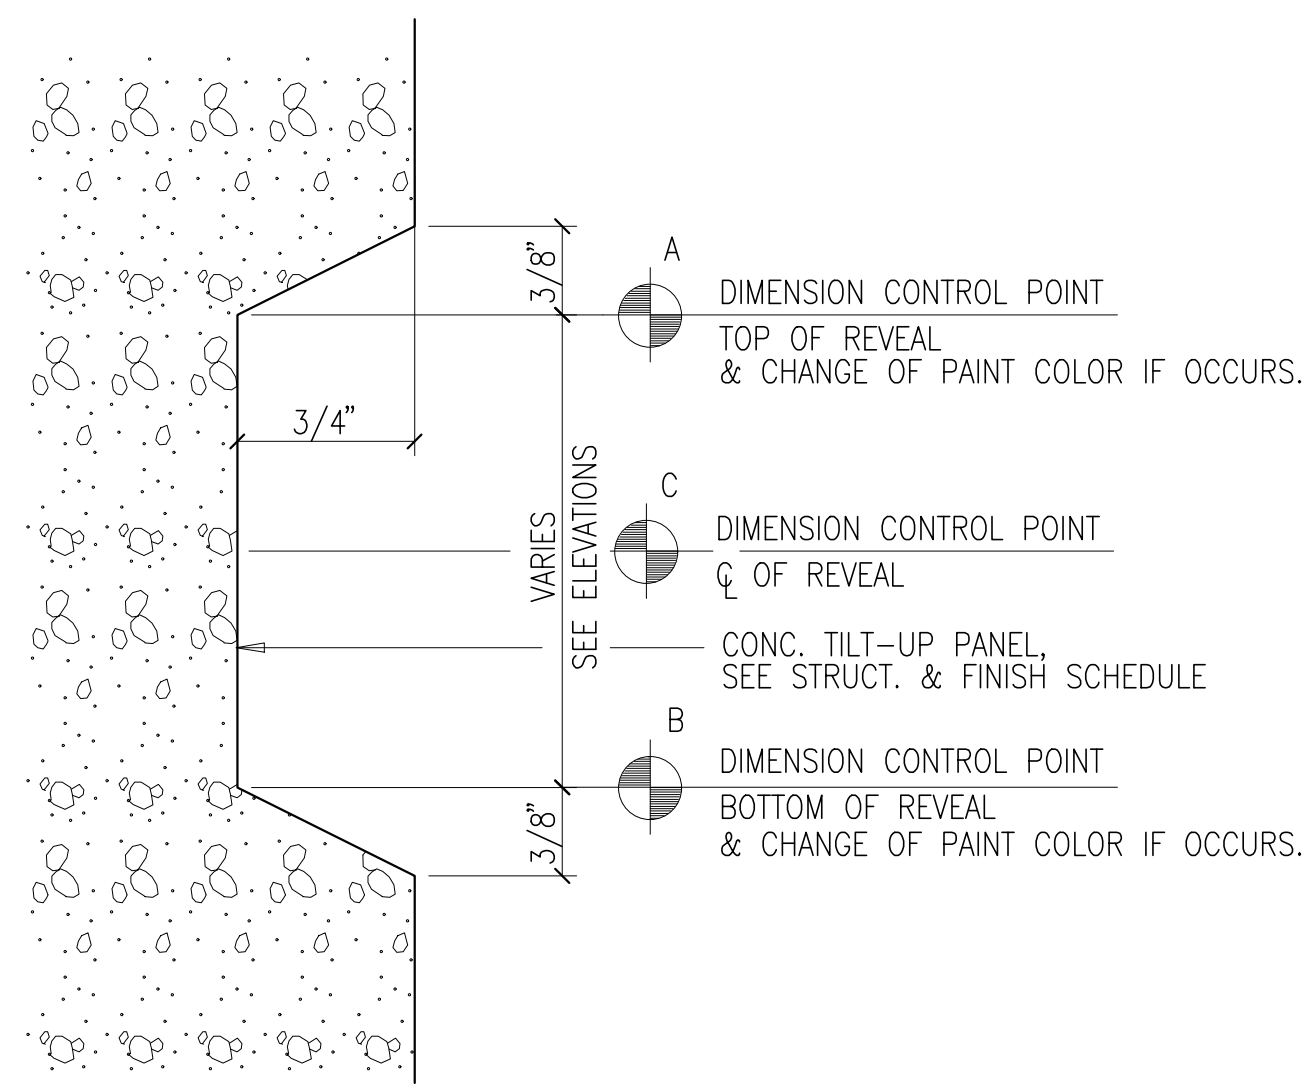 A
3/8"
DIMENSION CONTROL POINT
TOP OF REVEAL
& CHANGE OF PAINT COLOR IF OCCURS.
3/4"
C
VARIES
SEE ELEVATIONS
DIMENSION CONTROL POINT
℄ OF REVEAL
CONC. TILT-UP PANEL,
SEE STRUCT. & FINISH SCHEDULE
B
DIMENSION CONTROL POINT
BOTTOM OF REVEAL
& CHANGE OF PAINT COLOR IF OCCURS.
3/8"